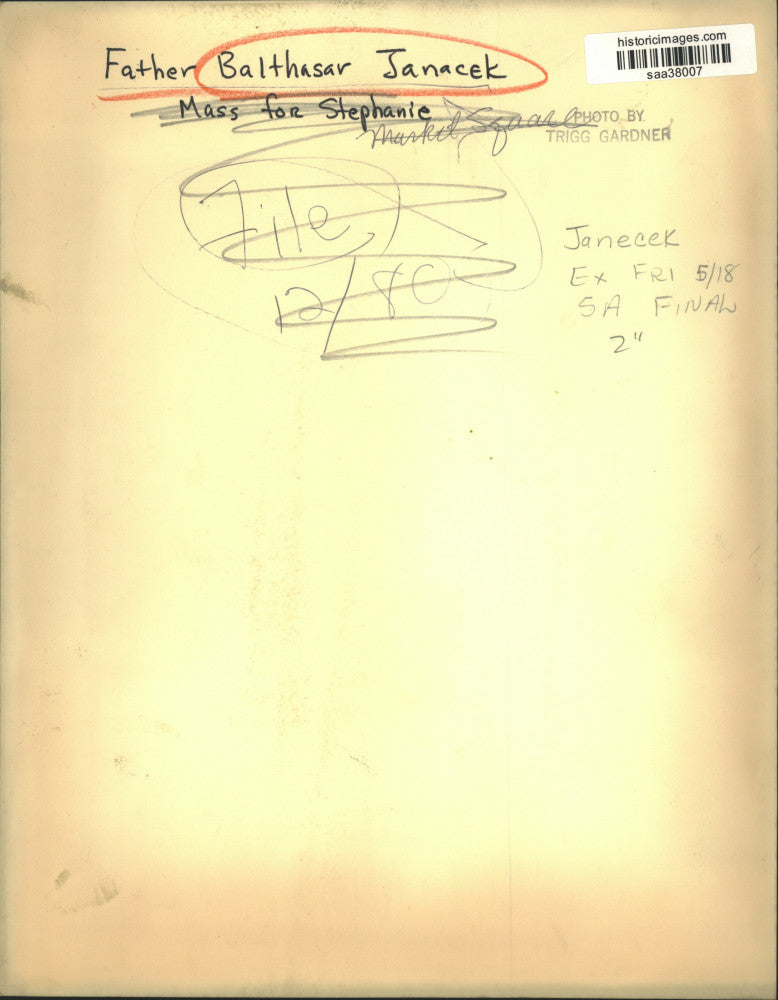 historicimages.com
saa38007
Father Balthasar Janacek
Mass for Stephanie
Market Square
PHOTO BY
TRIGG GARDNER
File
12/80
Janecek
Ex FRI 5/18
SA FINAL
2"